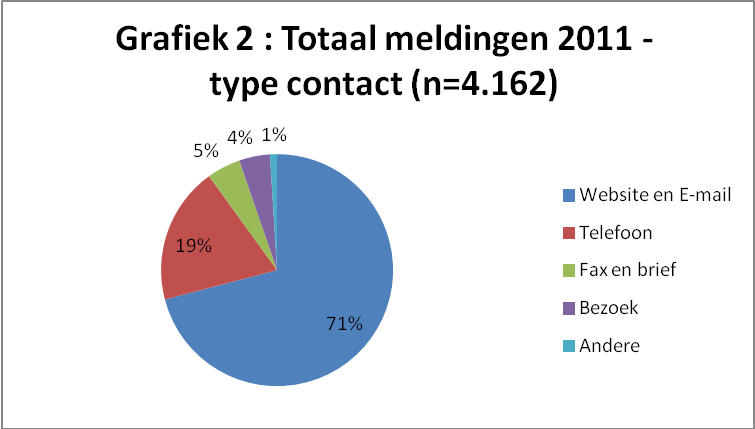 Grafiek 2 : Totaal meldingen 2011 -
type contact (n=4.162)
1%
4%
5%
19%
71%
Website en E-mail
Telefoon
Fax en brief
Bezoek
Andere